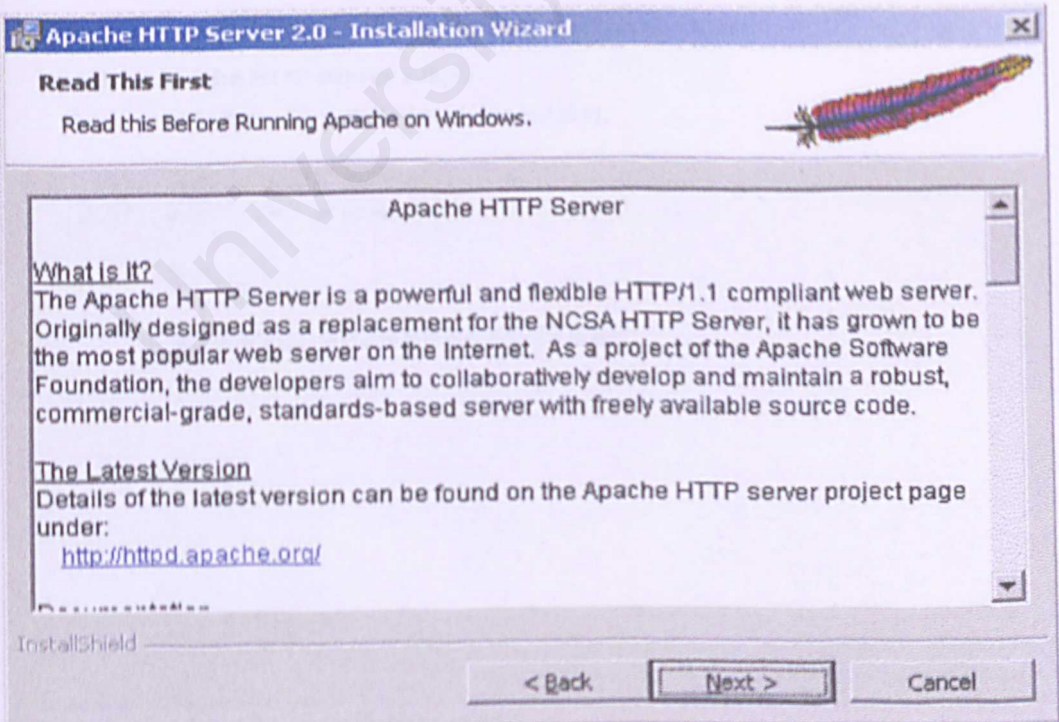 Apache HTTP Server 2.0 - Installation Wizard
Read This First
Read this Before Running Apache on Windows.
Apache HTTP Server
What is it?
The Apache HTTP Server is a powerful and flexible HTTP/1.1 compliant web server.
Originally designed as a replacement for the NCSA HTTP Server, it has grown to be
the most popular web server on the Internet. As a project of the Apache Software
Foundation, the developers aim to collaboratively develop and maintain a robust,
commercial-grade, standards-based server with freely available source code.
The Latest Version
Details of the latest version can be found on the Apache HTTP server project page
under:
http://httpd.apache.org/
InstallShield
< Back
Next >
Cancel